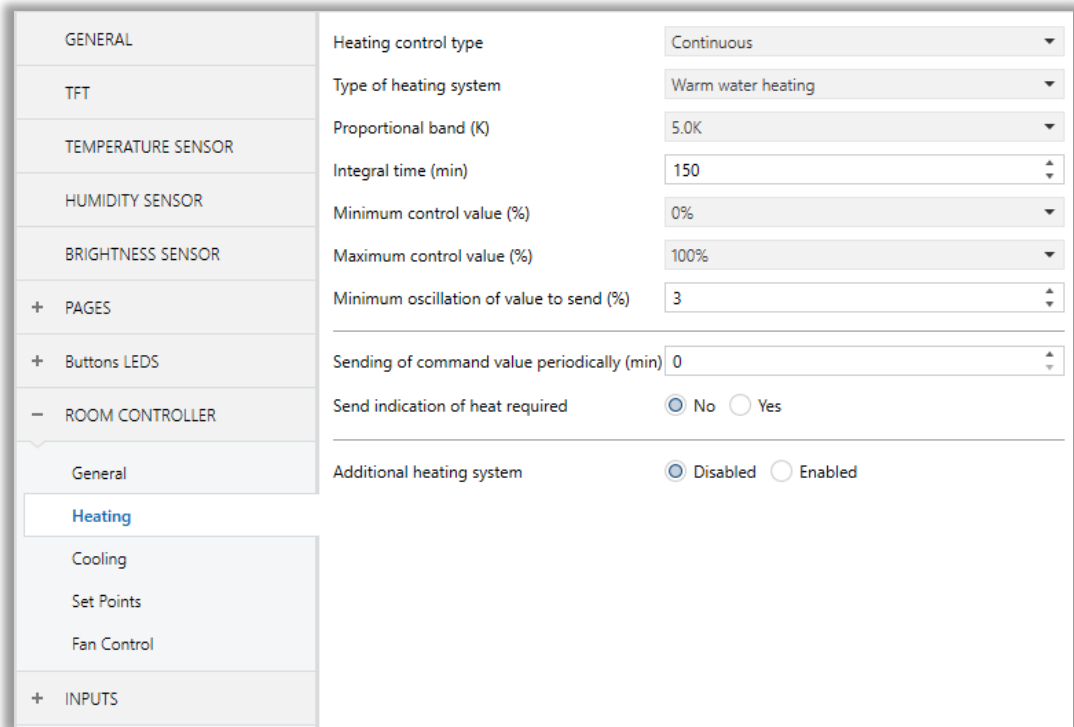 GENERAL
TFT
TEMPERATURE SENSOR
HUMIDITY SENSOR
BRIGHTNESS SENSOR
+ PAGES
+ Buttons LEDS
− ROOM CONTROLLER
General
Heating
Cooling
Set Points
Fan Control
+ INPUTS
Heating control type Continuous
Type of heating system Warm water heating
Proportional band (K) 5.0K
Integral time (min) 150
Minimum control value (%) 0%
Maximum control value (%) 100%
Minimum oscillation of value to send (%) 3
Sending of command value periodically (min) 0
Send indication of heat required No Yes
Additional heating system Disabled Enabled